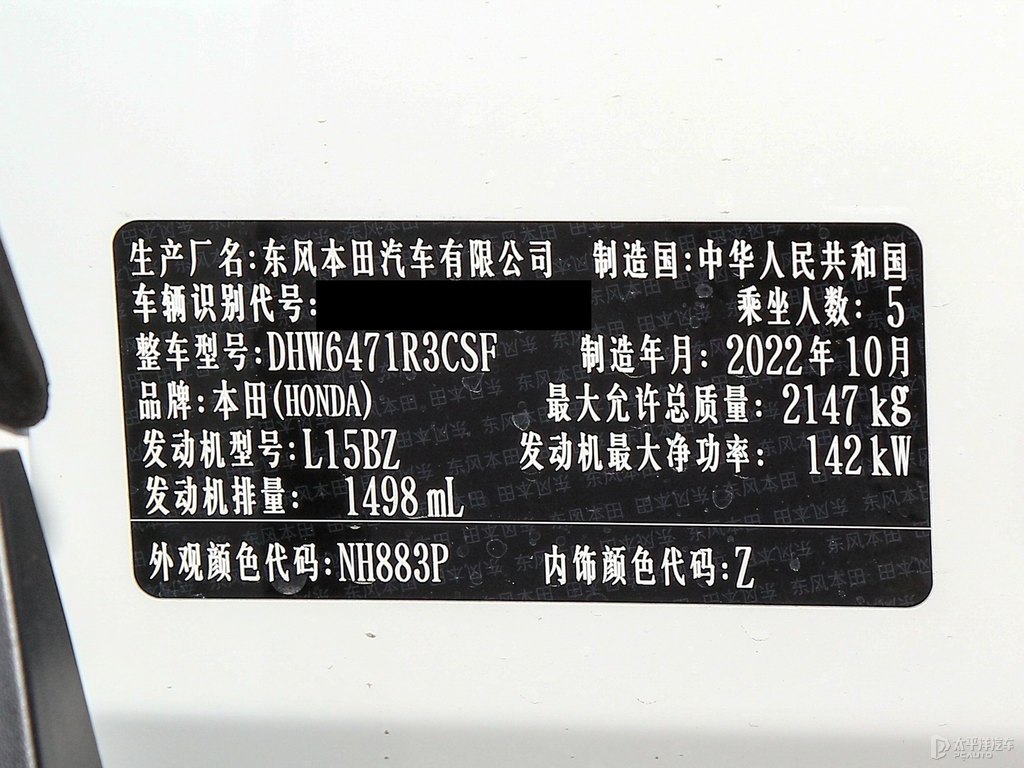 生产厂名:东风本田汽车有限公司 制造国:中华人民共和国
车辆识别代号: 乘坐人数: 5
整车型号:DHW6471R3CSF 制造年月: 2022年10月
品牌:本田(HONDA) 最大允许总质量: 2147 kg
发动机型号:L15BZ 发动机最大净功率: 142 kW
发动机排量: 1498 mL
外观颜色代码:NH883P 内饰颜色代码:Z
太平洋汽车
PCAUTO